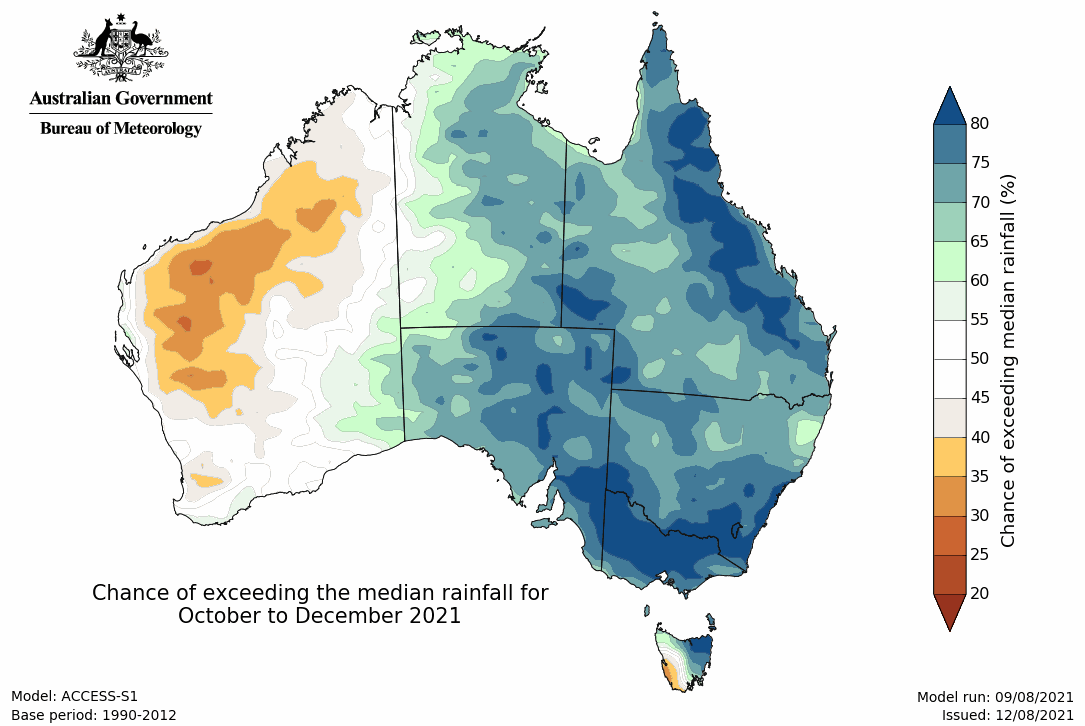 AUSTRALIA
Australian Government
Bureau of Meteorology
80
75
70
65
60
55
50
45
40
35
30
25
20
Chance of exceeding median rainfall (%)
Chance of exceeding the median rainfall for
October to December 2021
Model: ACCESS-S1
Base period: 1990-2012
Model run: 09/08/2021
Issued: 12/08/2021